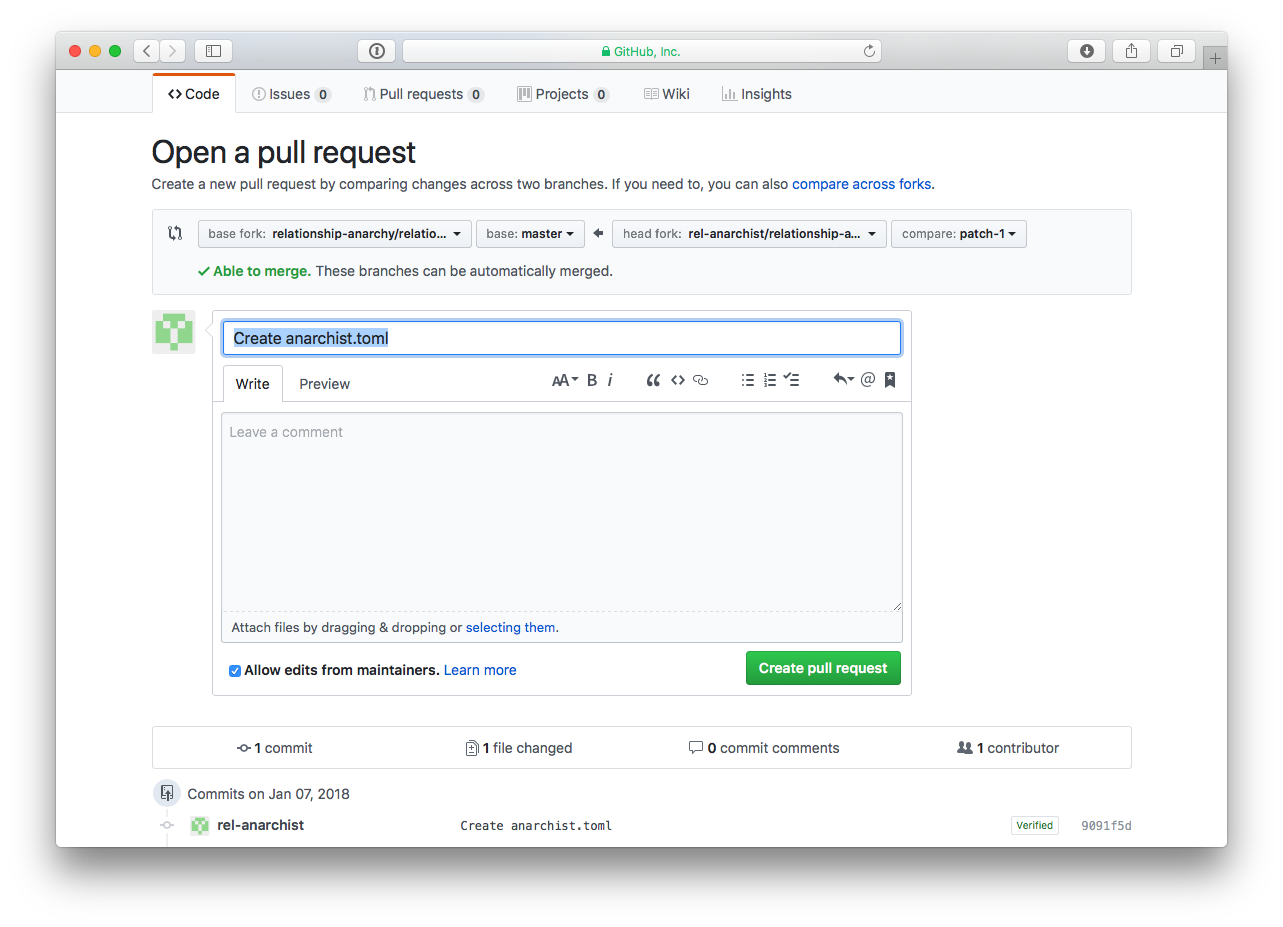 GitHub, Inc.
Code Issues 0 Pull requests 0 Projects 0 Wiki Insights
Open a pull request
Create a new pull request by comparing changes across two branches. If you need to, you can also compare across forks.
base fork: relationship-anarchy/relatio... base: master head fork: rel-anarchist/relationship-a... compare: patch-1
Able to merge. These branches can be automatically merged.
Create anarchist.toml
Write Preview AA B i @
Leave a comment
Attach files by dragging & dropping or selecting them.
Allow edits from maintainers. Learn more Create pull request
1 commit 1 file changed 0 commit comments 1 contributor
Commits on Jan 07, 2018
rel-anarchist Create anarchist.toml Verified 9091f5d